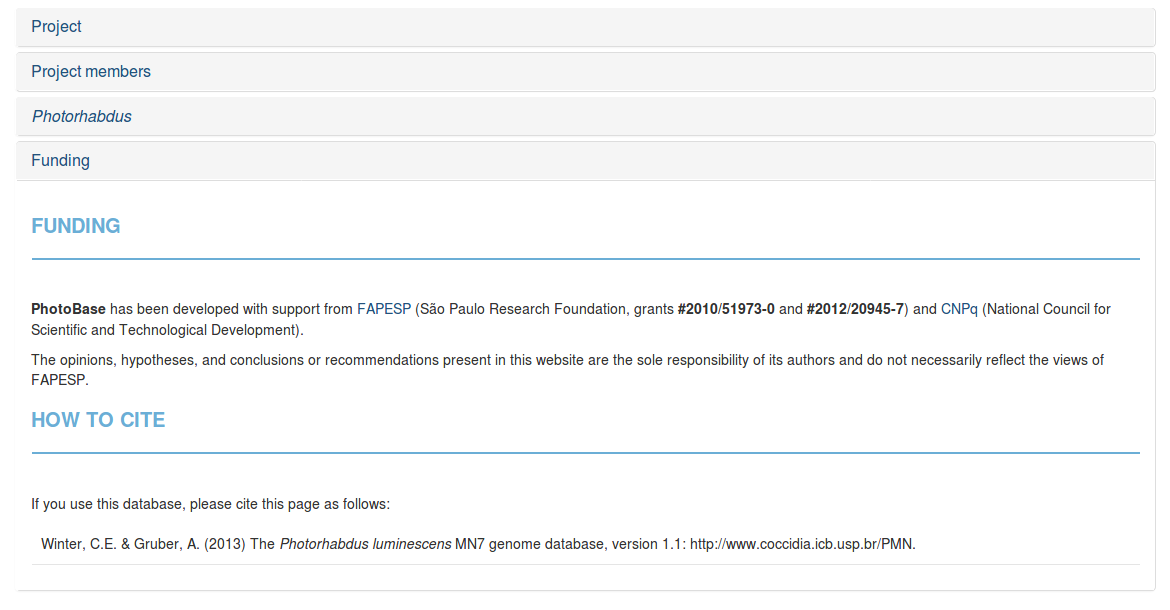 Project
Project members
Photorhabdus
Funding
FUNDING
PhotoBase has been developed with support from FAPESP (São Paulo Research Foundation, grants #2010/51973-0 and #2012/20945-7) and CNPq (National Council for
Scientific and Technological Development).
The opinions, hypotheses, and conclusions or recommendations present in this website are the sole responsibility of its authors and do not necessarily reflect the views of
FAPESP.
HOW TO CITE
If you use this database, please cite this page as follows:
Winter, C.E. & Gruber, A. (2013) The Photorhabdus luminescens MN7 genome database, version 1.1: http://www.coccidia.icb.usp.br/PMN.